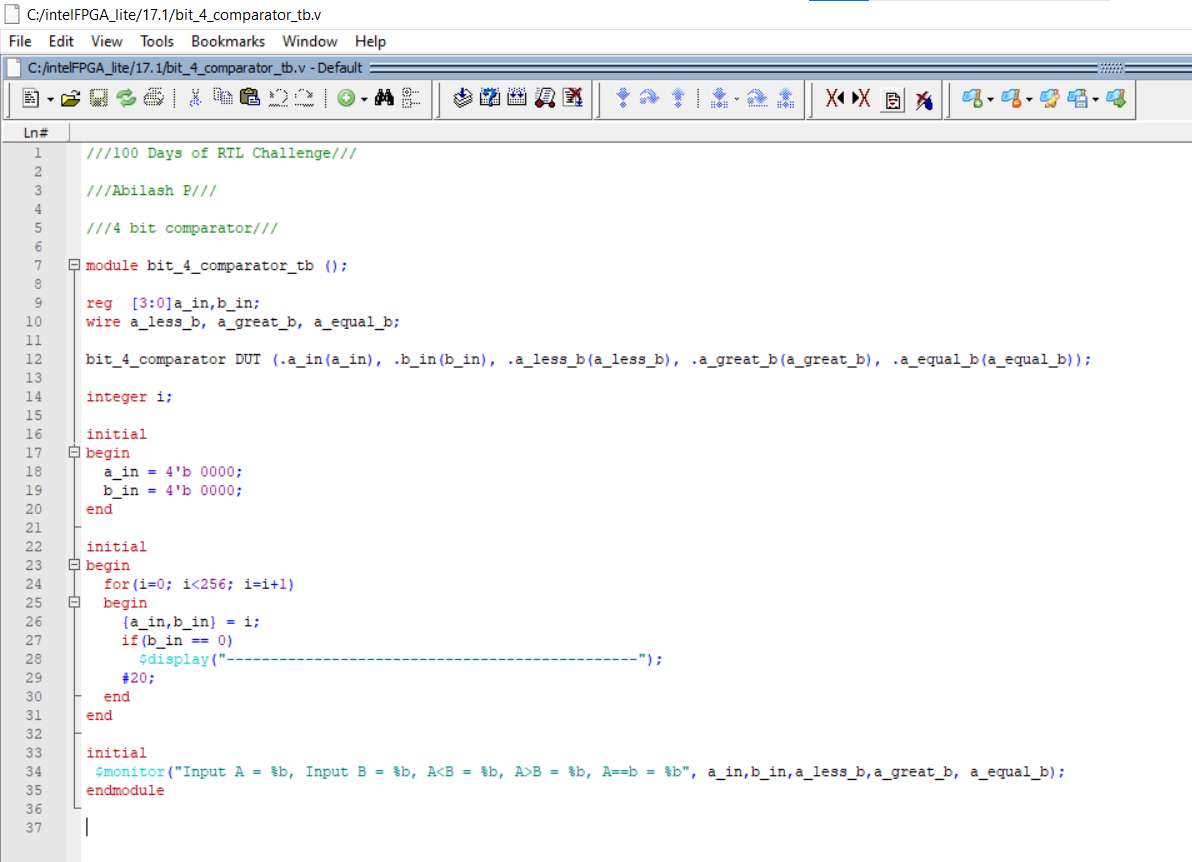 C:/intelFPGA_lite/17.1/bit_4_comparator_tb.v
File Edit View Tools Bookmarks Window Help
C:/intelFPGA_lite/17.1/bit_4_comparator_tb.v - Default
Ln#
1 ///100 Days of RTL Challenge///
2
3 ///Abilash P///
4
5 ///4 bit comparator///
6
7 module bit_4_comparator_tb ();
8
9 reg  [3:0]a_in,b_in;
10 wire a_less_b, a_great_b, a_equal_b;
11
12 bit_4_comparator DUT (.a_in(a_in), .b_in(b_in), .a_less_b(a_less_b), .a_great_b(a_great_b), .a_equal_b(a_equal_b));
13
14 integer i;
15
16 initial
17 begin
18   a_in = 4'b 0000;
19   b_in = 4'b 0000;
20 end
21
22 initial
23 begin
24   for(i=0; i<256; i=i+1)
25   begin
26     {a_in,b_in} = i;
27     if(b_in == 0)
28       $display("-----------------------------------------------");
29     #20;
30   end
31 end
32
33 initial
34  $monitor("Input A = %b, Input B = %b, A<B = %b, A>B = %b, A==b = %b", a_in,b_in,a_less_b,a_great_b, a_equal_b);
35 endmodule
36
37